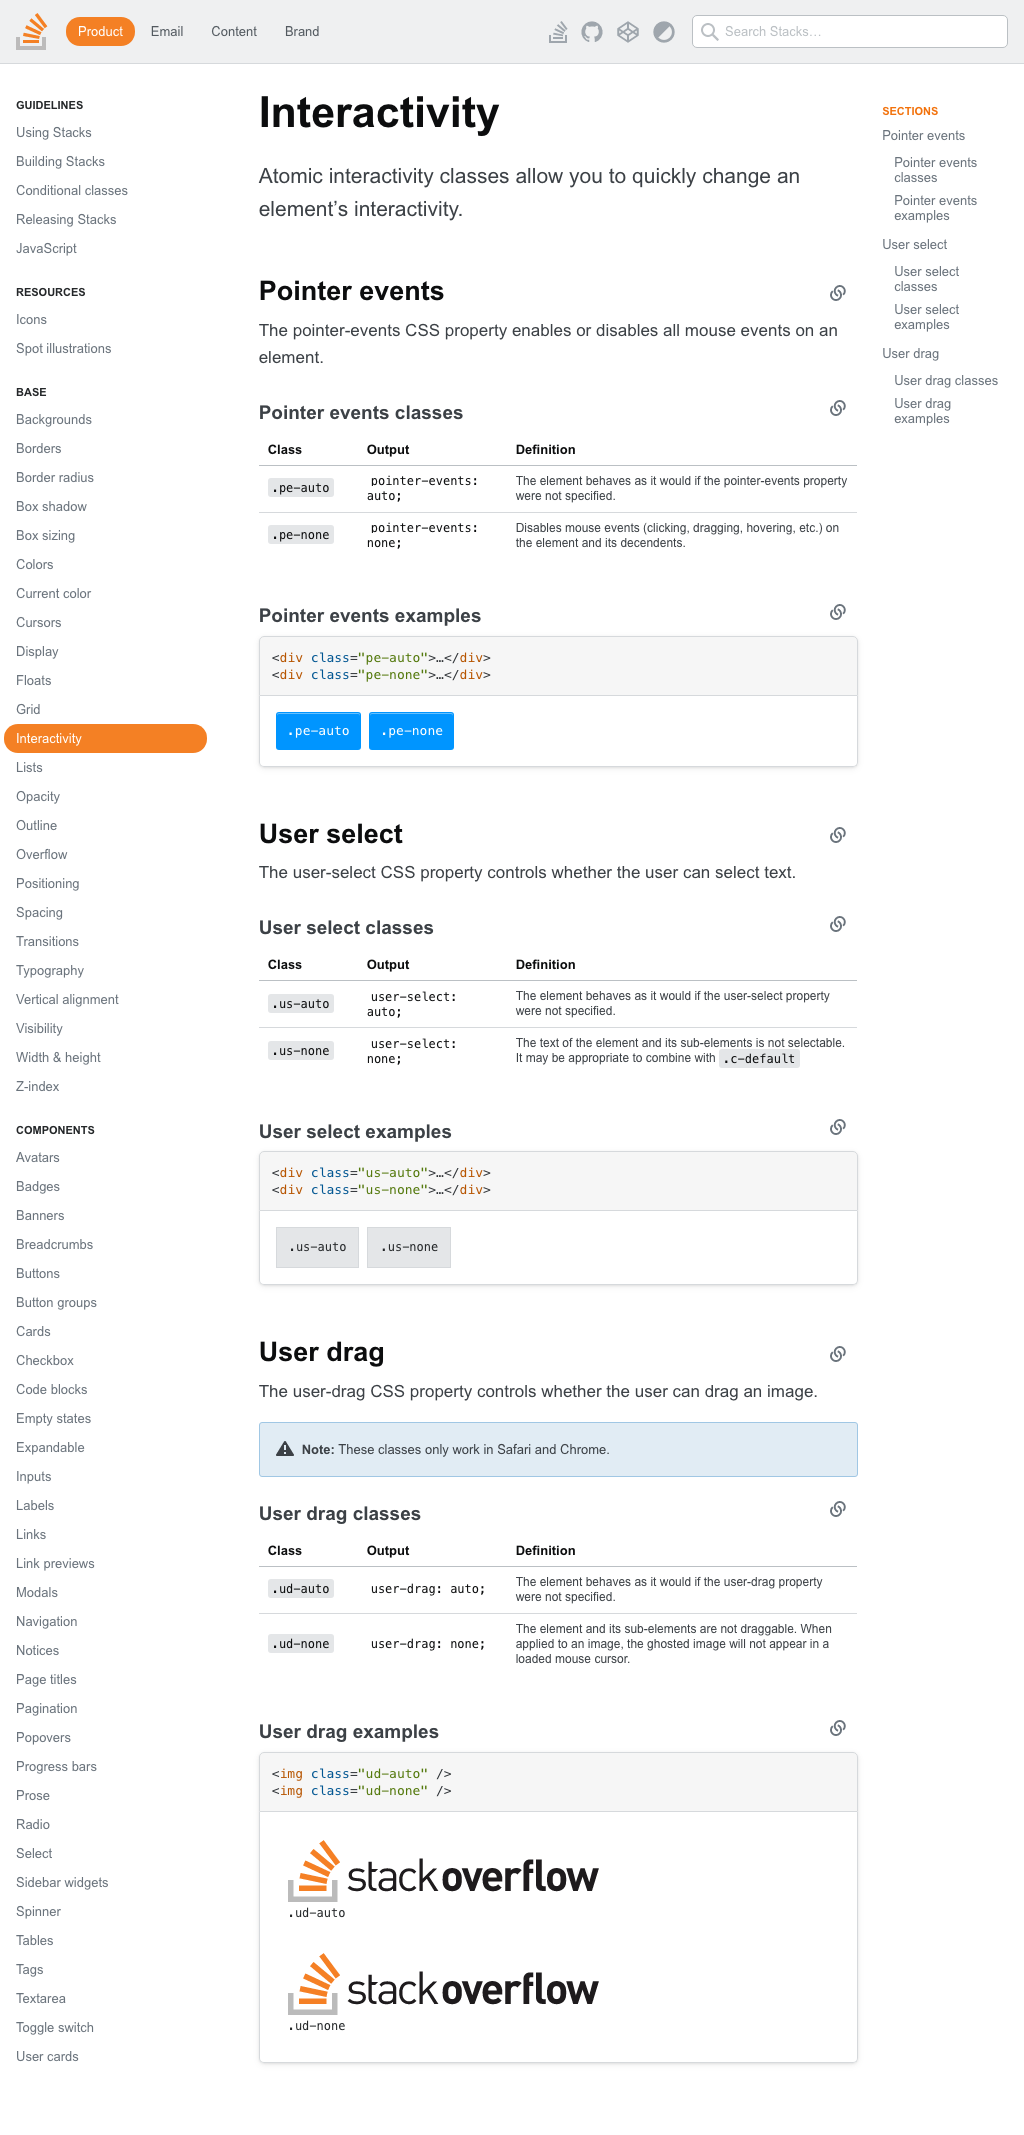 Product Email Content Brand
Search Stacks…
GUIDELINES
Using Stacks
Building Stacks
Conditional classes
Releasing Stacks
JavaScript
RESOURCES
Icons
Spot illustrations
BASE
Backgrounds
Borders
Border radius
Box shadow
Box sizing
Colors
Current color
Cursors
Display
Floats
Grid
Interactivity
Lists
Opacity
Outline
Overflow
Positioning
Spacing
Transitions
Typography
Vertical alignment
Visibility
Width & height
Z-index
COMPONENTS
Avatars
Badges
Banners
Breadcrumbs
Buttons
Button groups
Cards
Checkbox
Code blocks
Empty states
Expandable
Inputs
Labels
Links
Link previews
Modals
Navigation
Notices
Page titles
Pagination
Popovers
Progress bars
Prose
Radio
Select
Sidebar widgets
Spinner
Tables
Tags
Textarea
Toggle switch
User cards
Interactivity
Atomic interactivity classes allow you to quickly change an
element’s interactivity.
Pointer events
The pointer-events CSS property enables or disables all mouse events on an
element.
Pointer events classes
Class Output Definition
.pe-auto pointer-events: auto; The element behaves as it would if the pointer-events property
were not specified.
.pe-none pointer-events: none; Disables mouse events (clicking, dragging, hovering, etc.) on
the element and its decendents.
Pointer events examples
<div class="pe-auto">…</div>
<div class="pe-none">…</div>
.pe-auto .pe-none
User select
The user-select CSS property controls whether the user can select text.
User select classes
Class Output Definition
.us-auto user-select: auto; The element behaves as it would if the user-select property
were not specified.
.us-none user-select: none; The text of the element and its sub-elements is not selectable.
It may be appropriate to combine with .c-default
User select examples
<div class="us-auto">…</div>
<div class="us-none">…</div>
.us-auto .us-none
User drag
The user-drag CSS property controls whether the user can drag an image.
Note: These classes only work in Safari and Chrome.
User drag classes
Class Output Definition
.ud-auto user-drag: auto; The element behaves as it would if the user-drag property
were not specified.
.ud-none user-drag: none; The element and its sub-elements are not draggable. When
applied to an image, the ghosted image will not appear in a
loaded mouse cursor.
User drag examples
<img class="ud-auto" />
<img class="ud-none" />
stackoverflow
.ud-auto
stackoverflow
.ud-none
SECTIONS
Pointer events
Pointer events
classes
Pointer events
examples
User select
User select
classes
User select
examples
User drag
User drag classes
User drag
examples